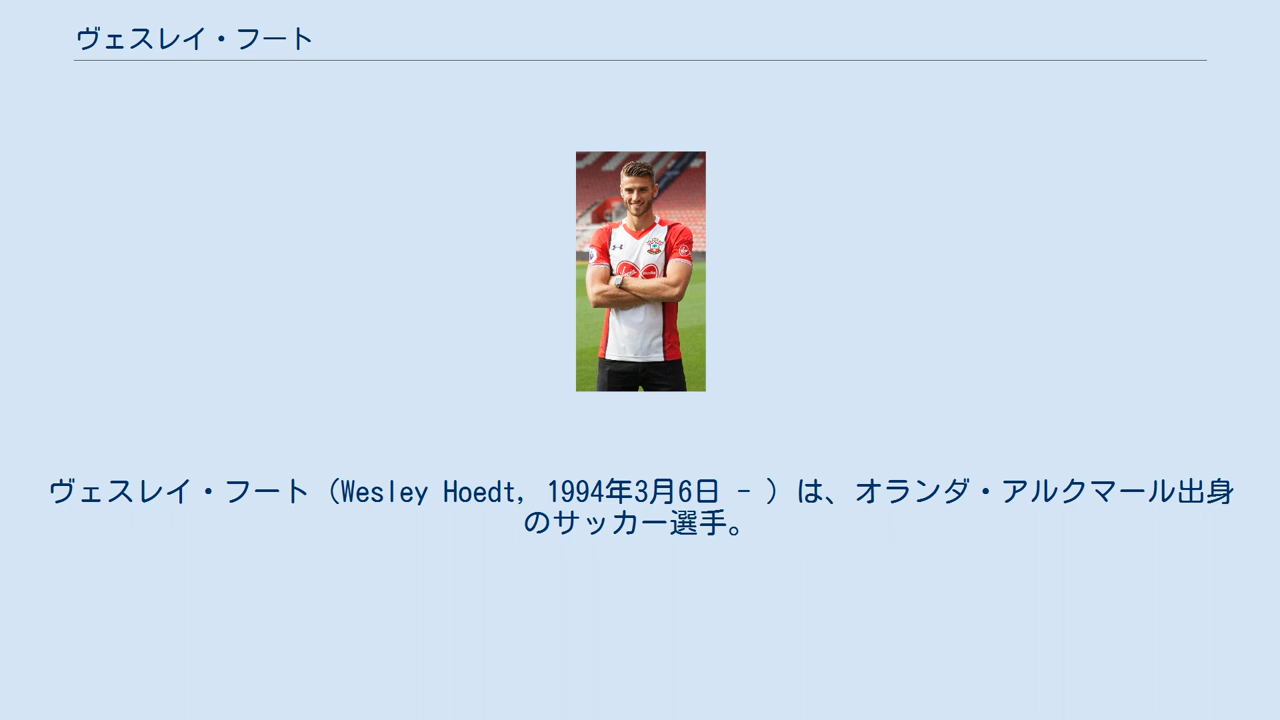 ヴェスレイ・フート
ヴェスレイ・フート（Wesley Hoedt, 1994年3月6日 - ）は、オランダ・アルクマール出身
のサッカー選手。